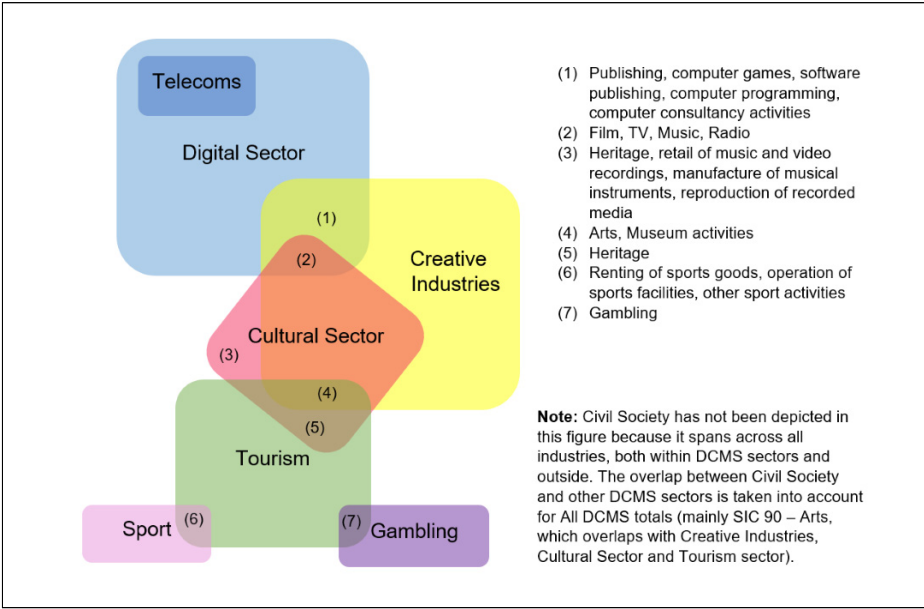 Telecoms
Digital Sector
(1)
(2)
Creative
Industries
Cultural Sector
(3)
(4)
(5)
Tourism
Sport
(6)
(7)
Gambling
(1) Publishing, computer games, software
publishing, computer programming,
computer consultancy activities
(2) Film, TV, Music, Radio
(3) Heritage, retail of music and video
recordings, manufacture of musical
instruments, reproduction of recorded
media
(4) Arts, Museum activities
(5) Heritage
(6) Renting of sports goods, operation of
sports facilities, other sport activities
(7) Gambling
Note: Civil Society has not been depicted in
this figure because it spans across all
industries, both within DCMS sectors and
outside. The overlap between Civil Society
and other DCMS sectors is taken into account
for All DCMS totals (mainly SIC 90 – Arts,
which overlaps with Creative Industries,
Cultural Sector and Tourism sector).